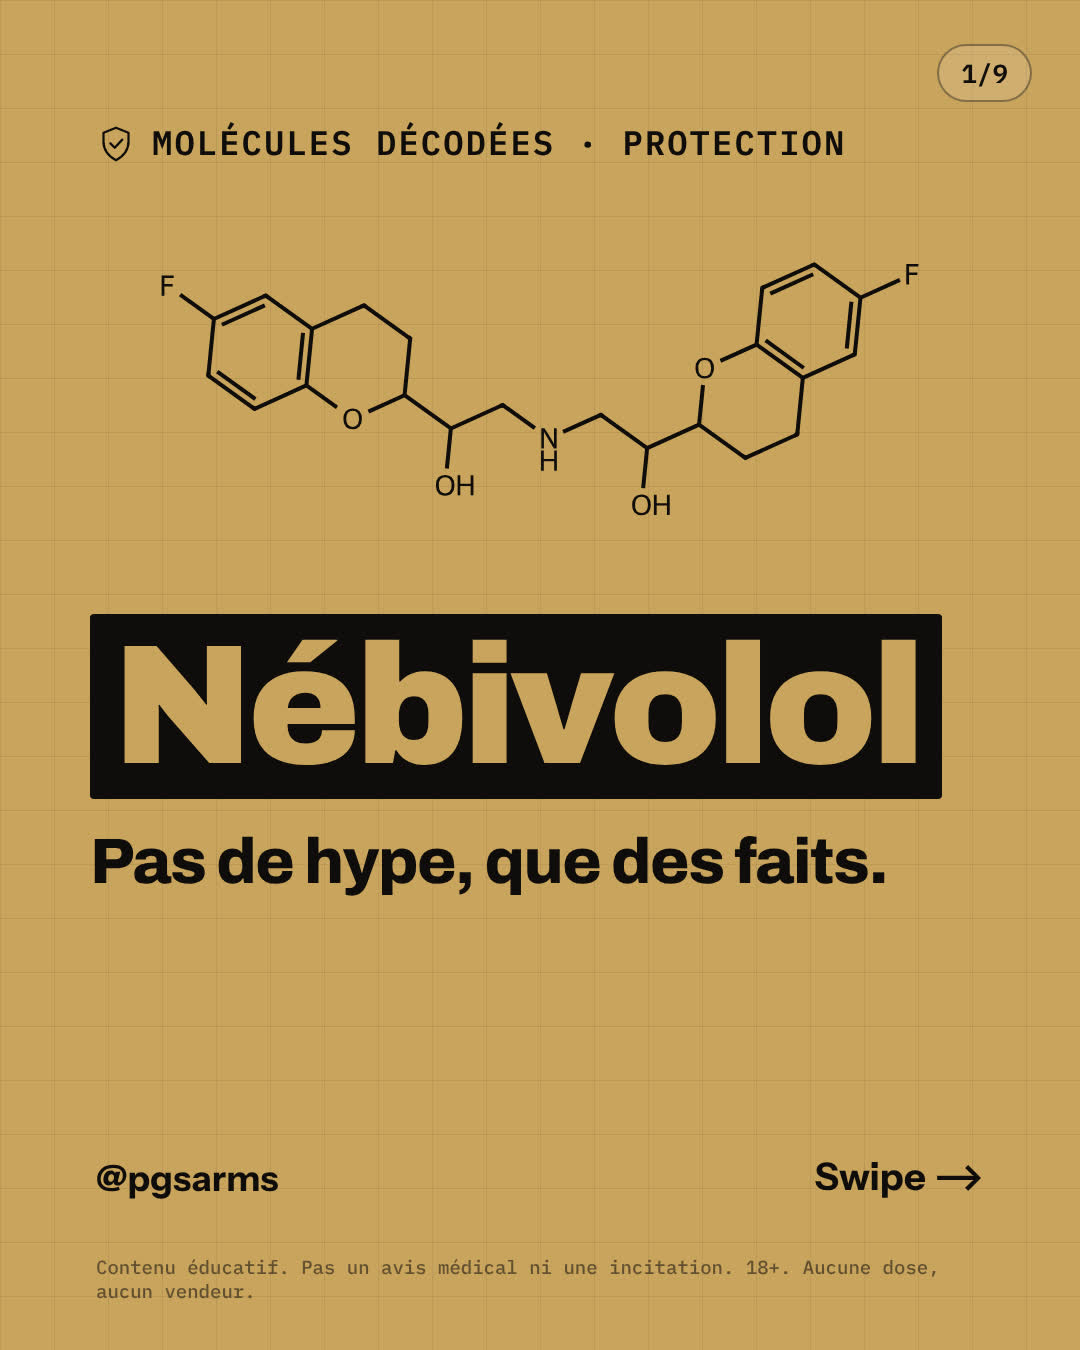 1/9
MOLÉCULES DÉCODÉES · PROTECTION
F
F
O
O
N
H
OH
OH
Nébivolol
Pas de hype, que des faits.
@pgsarms
Swipe →
Contenu éducatif. Pas un avis médical ni une incitation. 18+. Aucune dose,
aucun vendeur.